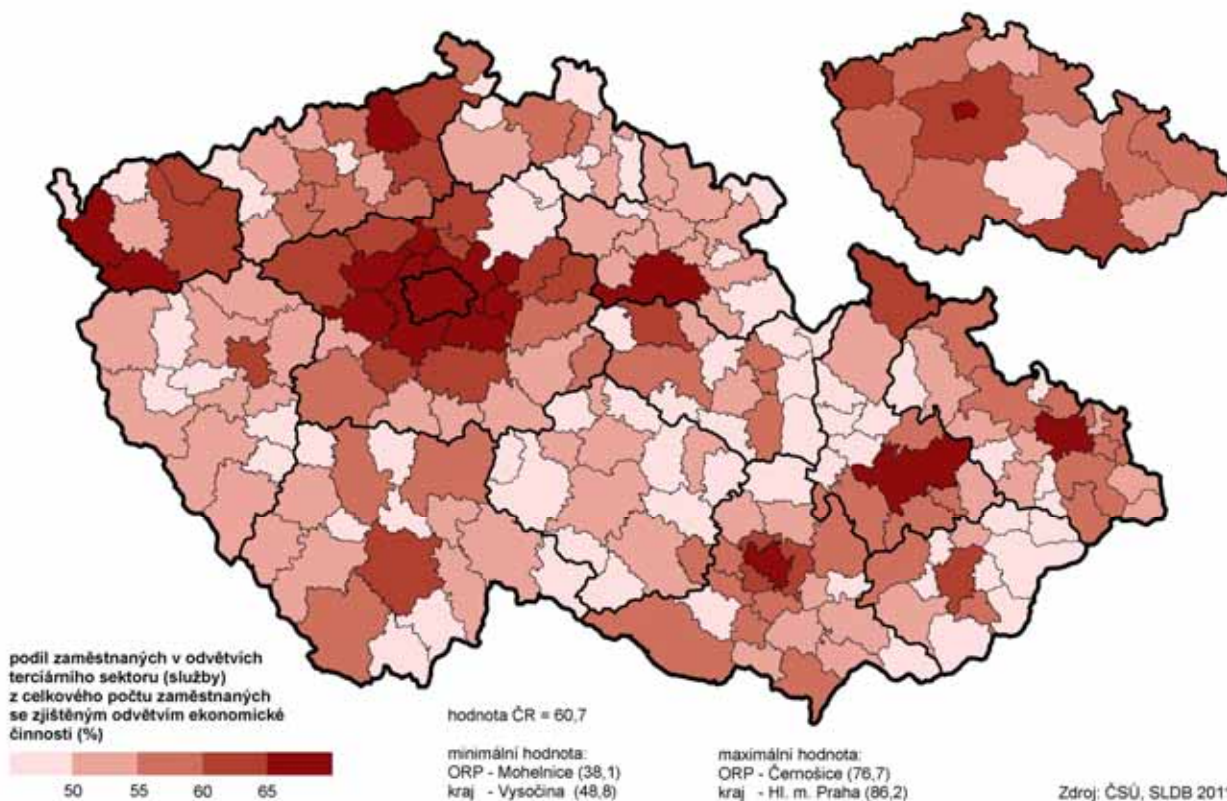 podíl zaměstnaných v odvětvích
terciárního sektoru (služby)
z celkového počtu zaměstnaných
se zjištěným odvětvím ekonomické
činnosti (%)
50 55 60 65
hodnota ČR = 60,7
minimální hodnota:
ORP - Mohelnice (38,1)
kraj - Vysočina (48,8)
maximální hodnota:
ORP - Černošice (76,7)
kraj - Hl. m. Praha (86,2)
Zdroj: ČSÚ, SLDB 2011